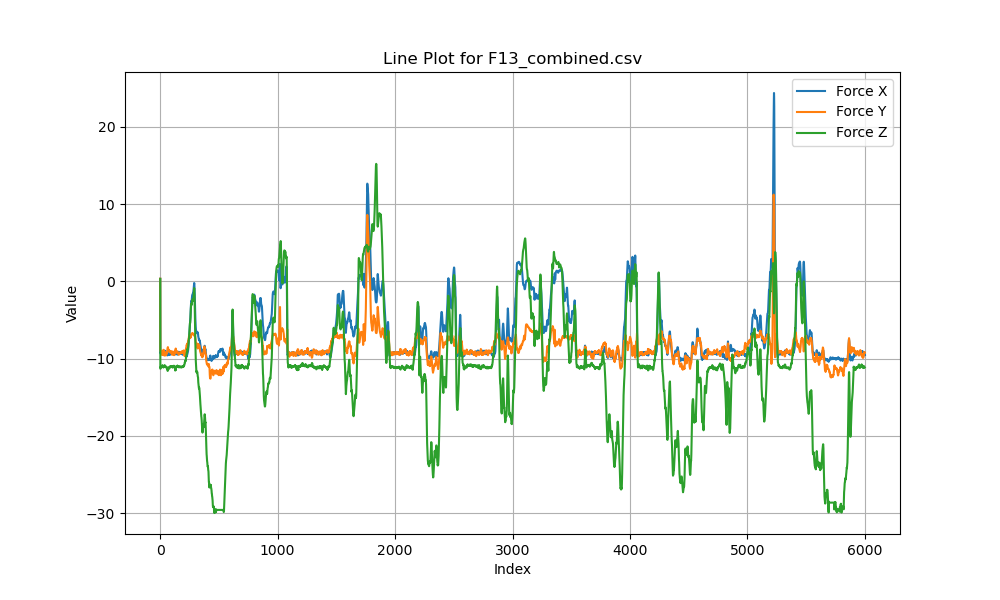 Line Plot for F13_combined.csv
Force X
Force Y
Force Z
Value
20
10
0
−10
−20
−30
0 1000 2000 3000 4000 5000 6000
Index